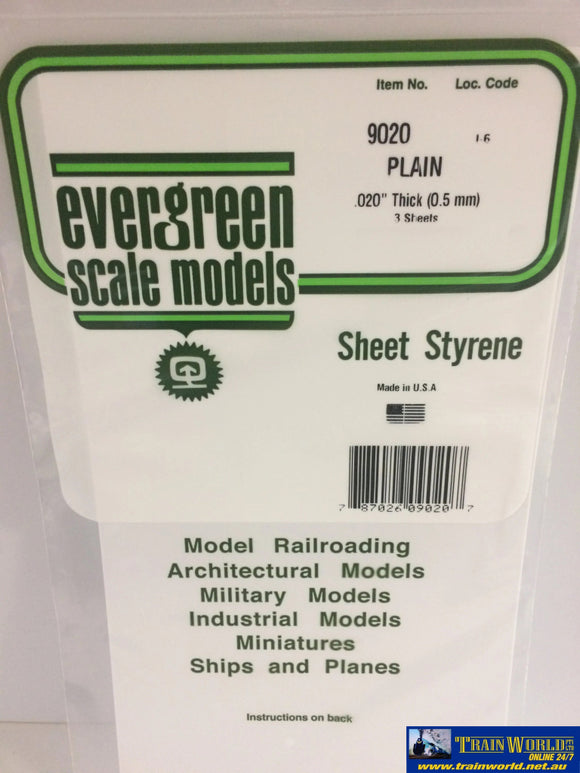 Item No. Loc. Code
9020 I-6
PLAIN
.020" Thick (0.5 mm)
3 Sheets
evergreen
scale models
Sheet Styrene
Made in U.S.A
7 87026 09020 7
Model Railroading
Architectural Models
Military Models
Industrial Models
Miniatures
Ships and Planes
Instructions on back
TRAINWORLD
ONLINE 24/7
www.trainworld.net.au